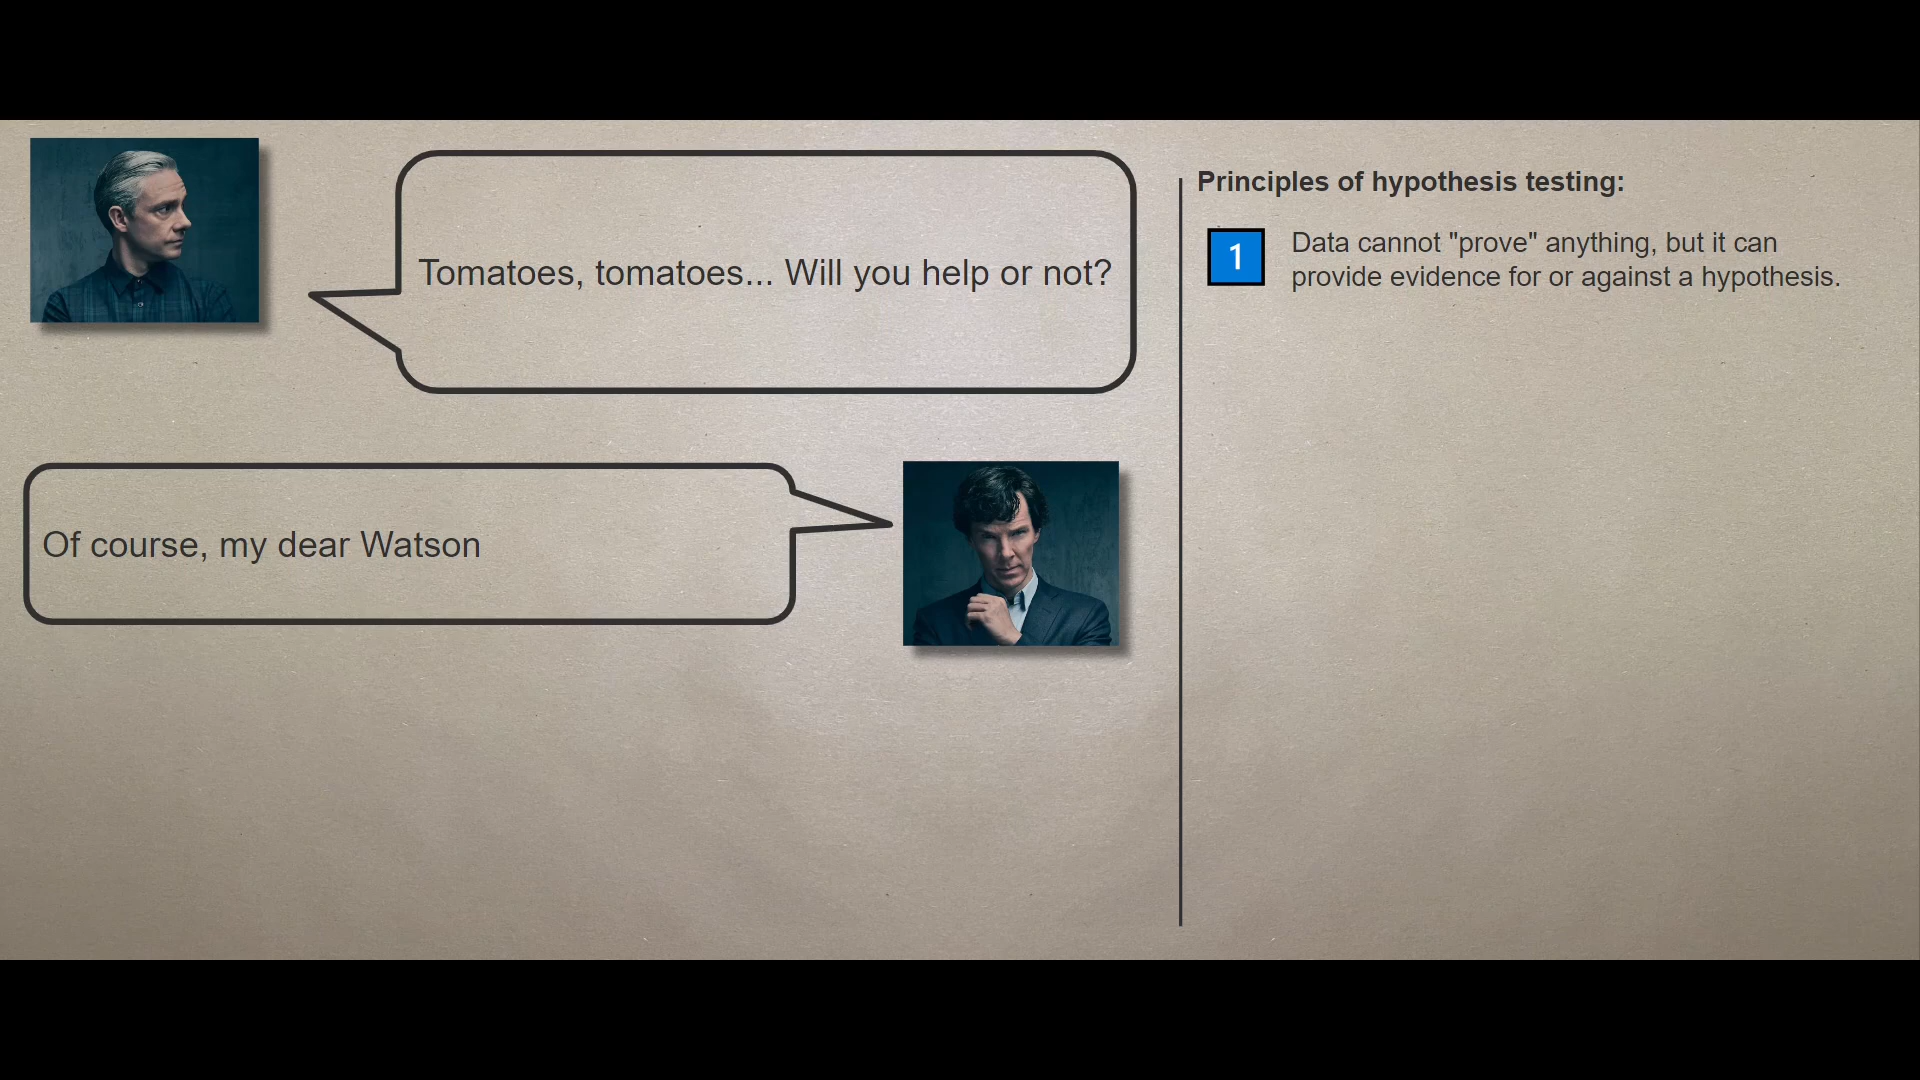 Tomatoes, tomatoes... Will you help or not?
Of course, my dear Watson
Principles of hypothesis testing:
1
Data cannot "prove" anything, but it can
provide evidence for or against a hypothesis.